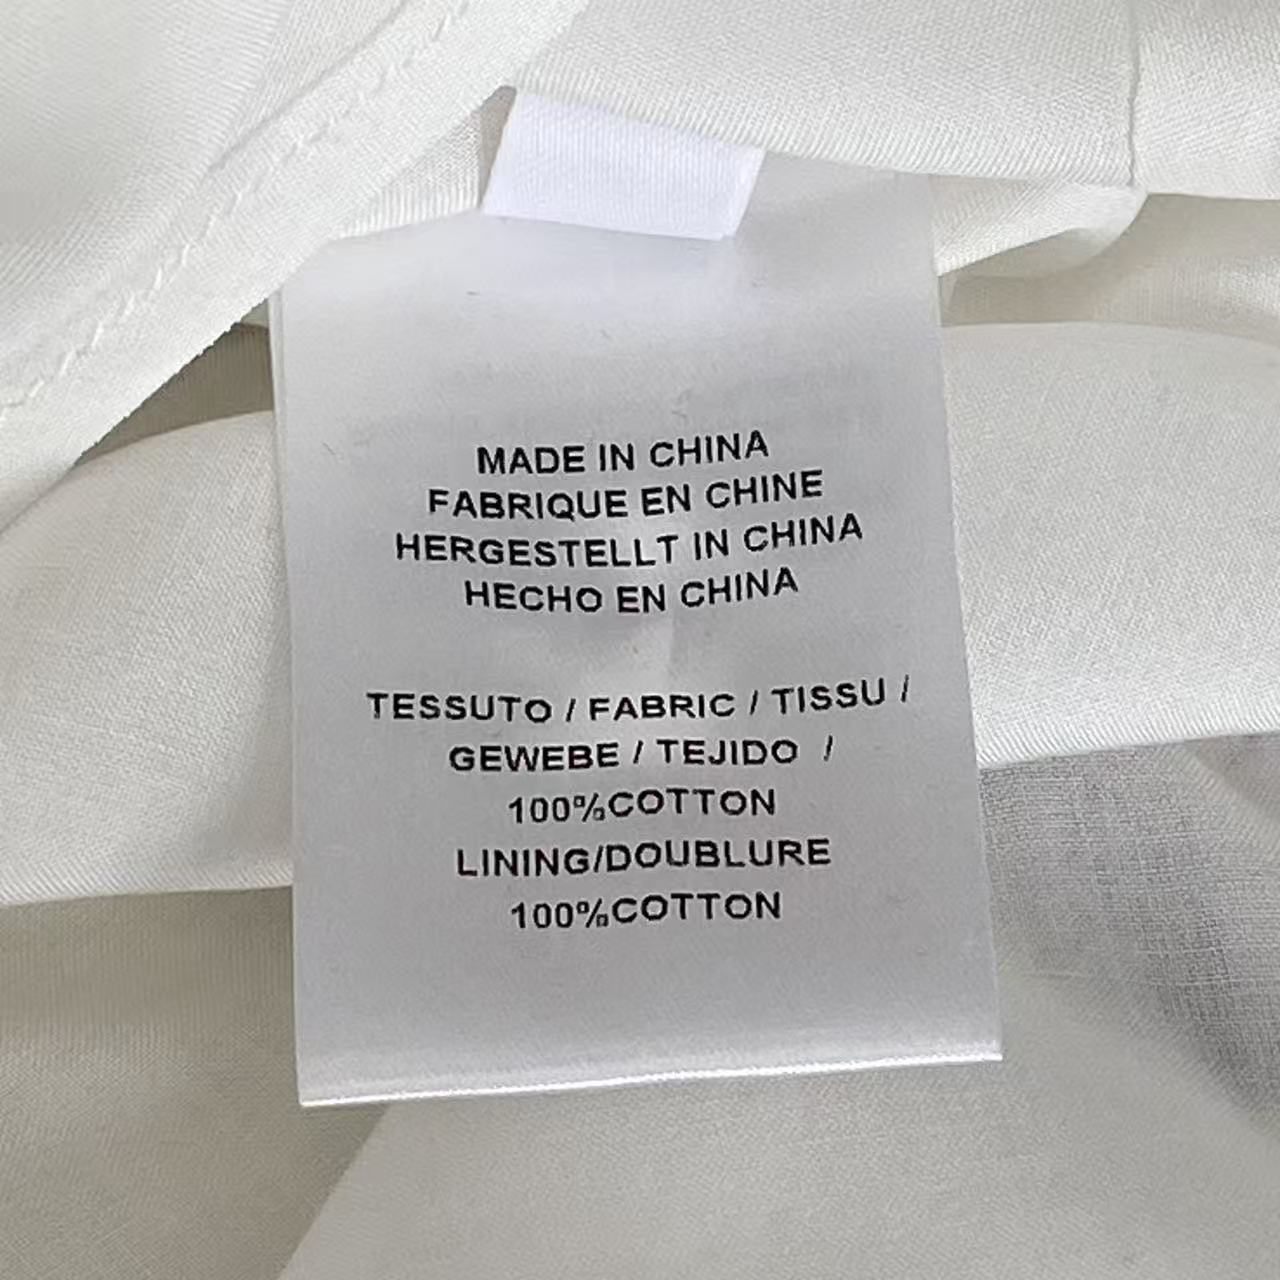 MADE IN CHINA
FABRIQUE EN CHINE
HERGESTELLT IN CHINA
HECHO EN CHINA
TESSUTO / FABRIC / TISSU /
GEWEBE / TEJIDO /
100%COTTON
LINING/DOUBLURE
100%COTTON